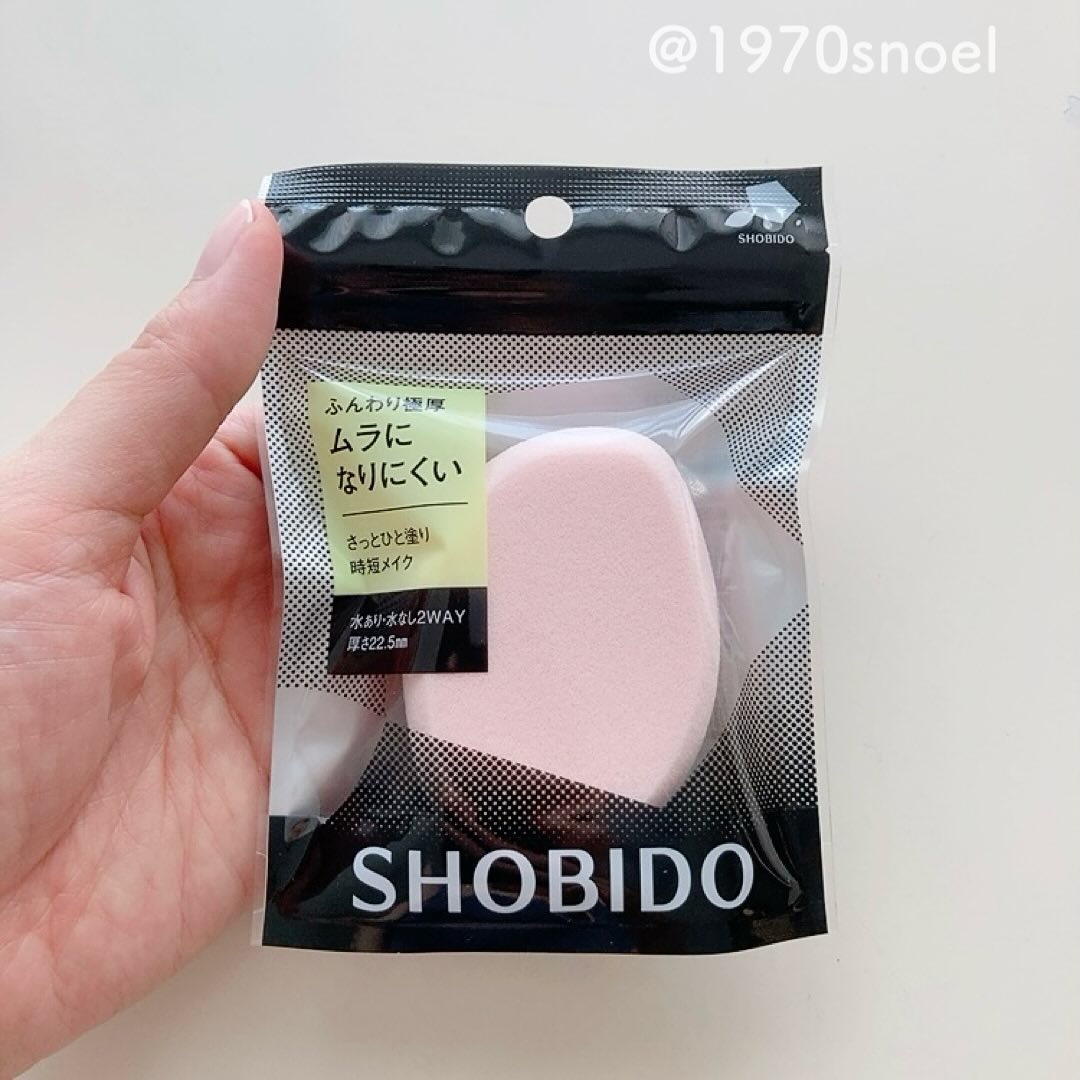 @1970snoel
SHOBIDO
ふんわり極厚
ムラに
なりにくい
さっとひと塗り
時短メイク
水あり・水なし2WAY
厚さ22.5㎜
SHOBIDO